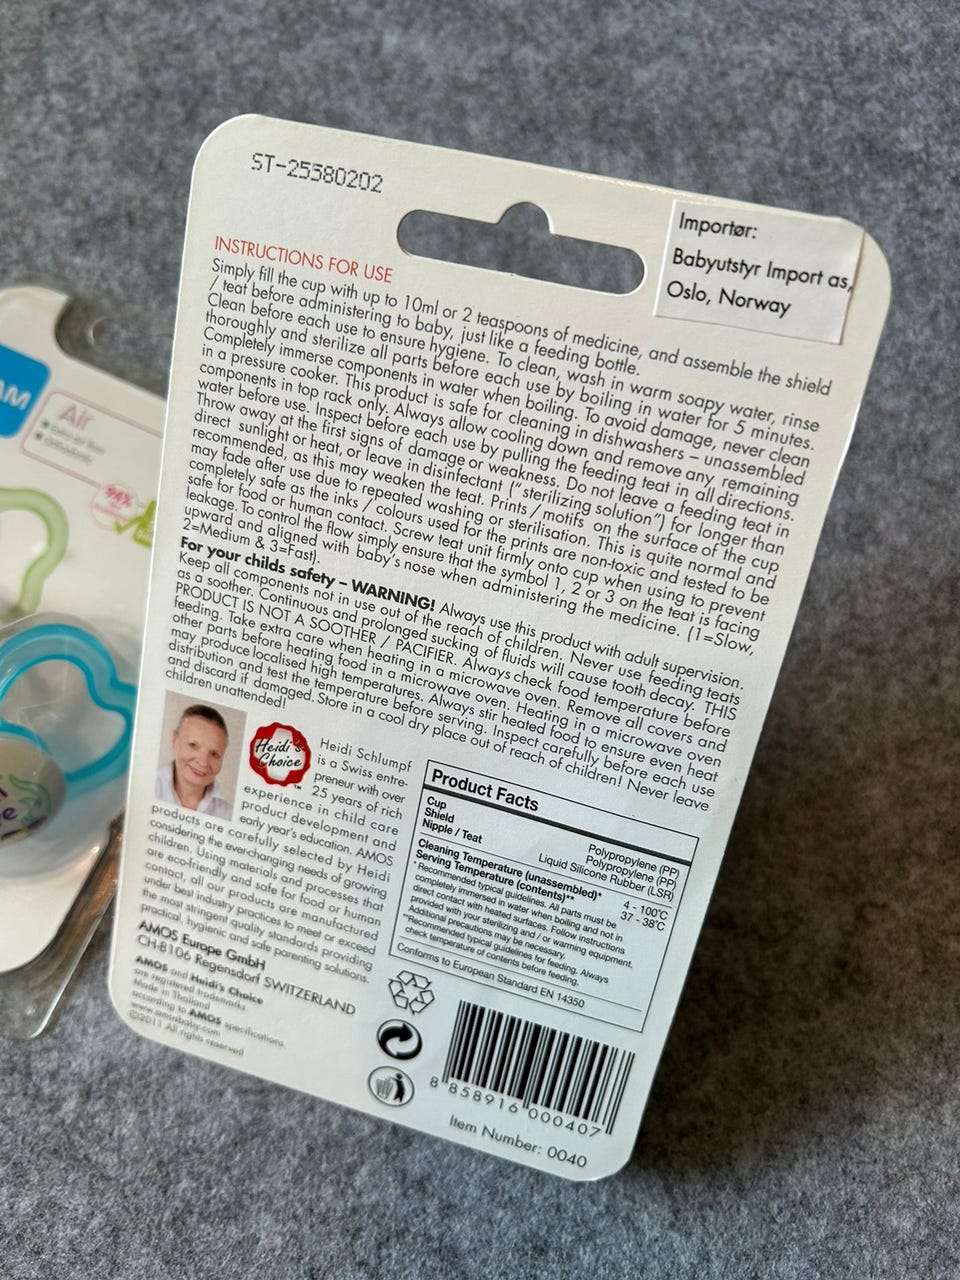 ST-25580202
Importør:
Babyutstyr Import as,
Oslo, Norway
INSTRUCTIONS FOR USE
Simply fill the cup with up to 10ml or 2 teaspoons of medicine, and assemble the shield
/ teat before administering to baby, just like a feeding bottle.
Clean before each use to ensure hygiene. To clean, wash in warm soapy water, rinse
thoroughly and sterilize all parts before each use by boiling in water for 5 minutes.
Completely immerse components in water when boiling. To avoid damage, never clean
in a pressure cooker. This product is safe for cleaning in dishwashers – unassembled
components in top rack only. Always allow cooling down and remove any remaining
water before use. Inspect before each use by pulling the feeding teat in all directions.
Throw away at the first signs of damage or weakness. Do not leave a feeding teat in
direct sunlight or heat, or leave in disinfectant ("sterilizing solution") for longer than
recommended, as this may weaken the teat. Prints / motifs on the surface of the cup
may fade after use due to repeated washing or sterilisation. This is quite normal and
completely safe as the inks / colours used for the prints are non-toxic and tested to be
safe for food or human contact. Screw teat unit firmly onto cup when using to prevent
leakage. To control the flow simply ensure that the symbol 1, 2 or 3 on the teat is facing
upward and aligned with baby's nose when administering the medicine. (1=Slow,
2=Medium & 3=Fast).
For your childs safety – WARNING! Always use this product with adult supervision.
Keep all components not in use out of the reach of children. Never use feeding teats
as a soother. Continuous and prolonged sucking of fluids will cause tooth decay. THIS
PRODUCT IS NOT A SOOTHER / PACIFIER. Always check food temperature before
feeding. Take extra care when heating in a microwave oven. Remove all covers and
other parts before heating food in a microwave oven. Heating in a microwave oven
may produce localised high temperatures. Always stir heated food to ensure even heat
distribution and test the temperature before serving. Inspect carefully before each use
and discard if damaged. Store in a cool dry place out of reach of children! Never leave
children unattended!
Heidi's
Choice
™
Heidi Schlumpf
is a Swiss entre-
preneur with over
25 years of rich
experience in child care
product development and
early year's education. AMOS
products are carefully selected by Heidi
considering the ever-changing needs of growing
children. Using materials and processes that
are eco-friendly and safe for food or human
contact, all our products are manufactured
under best industry practices to meet or exceed
the most stringent quality standards providing
practical, hygienic and safe parenting solutions.
AMOS Europe GmbH
CH-8106 Regensdorf SWITZERLAND
AMOS and Heidi's Choice
are registered trademarks.
Made in Thailand
according to AMOS specifications.
www.amosbaby.com
©2011 All rights reserved
Product Facts
Cup Polypropylene (PP)
Shield Polypropylene (PP)
Nipple / Teat Liquid Silicone Rubber (LSR)
Cleaning Temperature (unassembled)* 4 - 100°C
Serving Temperature (contents)** 37 - 38°C
*Recommended typical guidelines. All parts must be
completely immersed in water when boiling and not in
direct contact with heated surfaces. Follow instructions
provided with your sterilizing and / or warming equipment.
Additional precautions may be necessary.
**Recommended typical guidelines for feeding. Always
check temperature of contents before feeding.
Conforms to European Standard EN 14350
8 858916 000407
Item Number: 0040
AM
Air
94%